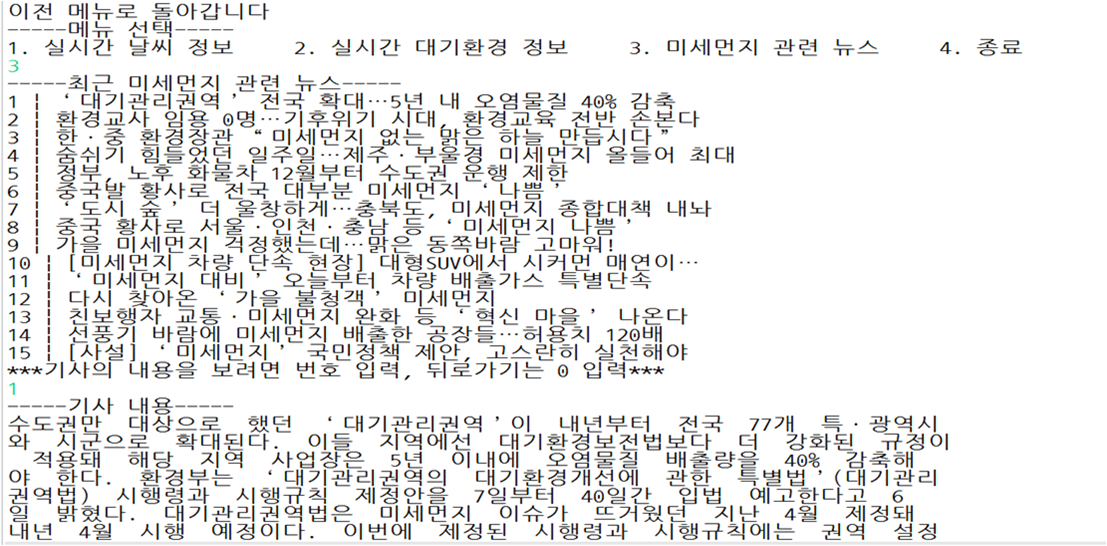 이전 메뉴로 돌아갑니다
-----메뉴 선택-----
1. 실시간 날씨 정보 2. 실시간 대기환경 정보 3. 미세먼지 관련 뉴스 4. 종료
3
-----최근 미세먼지 관련 뉴스-----
1 ¦ ‘대기관리권역’ 전국 확대…5년 내 오염물질 40% 감축
2 ¦ 환경교사 임용 0명…기후위기 시대, 환경교육 전반 손본다
3 ¦ 한·중 환경장관 “미세먼지 없는 맑은 하늘 만듭시다”
4 ¦ 숨쉬기 힘들었던 일주일…제주·부울경 미세먼지 올들어 최대
5 ¦ 정부, 노후 화물차 12월부터 수도권 운행 제한
6 ¦ 중국발 황사로 전국 대부분 미세먼지 ‘나쁨’
7 ¦ ‘도시 숲’ 더 울창하게…충북도, 미세먼지 종합대책 내놔
8 ¦ 중국 황사로 서울·인천·충남 등 ‘미세먼지 나쁨’
9 ¦ 가을 미세먼지 걱정했는데…맑은 동쪽바람 고마워!
10 ¦ [미세먼지 차량 단속 현장] 대형SUV에서 시커먼 매연이…
11 ¦ ‘미세먼지 대비’ 오늘부터 차량 배출가스 특별단속
12 ¦ 다시 찾아온 ‘가을 불청객’ 미세먼지
13 ¦ 친보행자 교통·미세먼지 완화 등 ‘혁신 마을’ 나온다
14 ¦ 선풍기 바람에 미세먼지 배출한 공장들…허용치 120배
15 ¦ [사설] ‘미세먼지’ 국민정책 제안, 고스란히 실천해야
***기사의 내용을 보려면 번호 입력, 뒤로가기는 0 입력***
1
-----기사 내용-----
수도권만 대상으로 했던 ‘대기관리권역’이 내년부터 전국 77개 특·광역시
와 시군으로 확대된다. 이들 지역에선 대기환경보전법보다 더 강화된 규정이
적용돼 해당 지역 사업장은 5년 이내에 오염물질 배출량을 40% 감축해
야 한다. 환경부는 ‘대기관리권역의 대기환경개선에 관한 특별법’(대기관리
권역법) 시행령과 시행규칙 제정안을 7일부터 40일간 입법 예고한다고 6
일 밝혔다. 대기관리권역법은 미세먼지 이슈가 뜨거웠던 지난 4월 제정돼
내년 4월 시행 예정이다. 이번에 제정된 시행령과 시행규칙에는 권역 설정